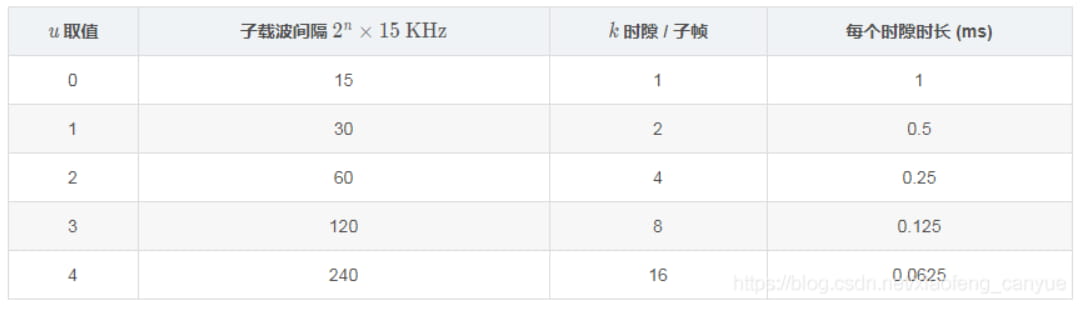 u 取值 子载波间隔 2ⁿ × 15 KHz k 时隙 / 子帧 每个时隙时长 (ms)
0 15 1 1
1 30 2 0.5
2 60 4 0.25
3 120 8 0.125
4 240 16 0.0625
https://blog.csdn.net/xiaofeng_canyue